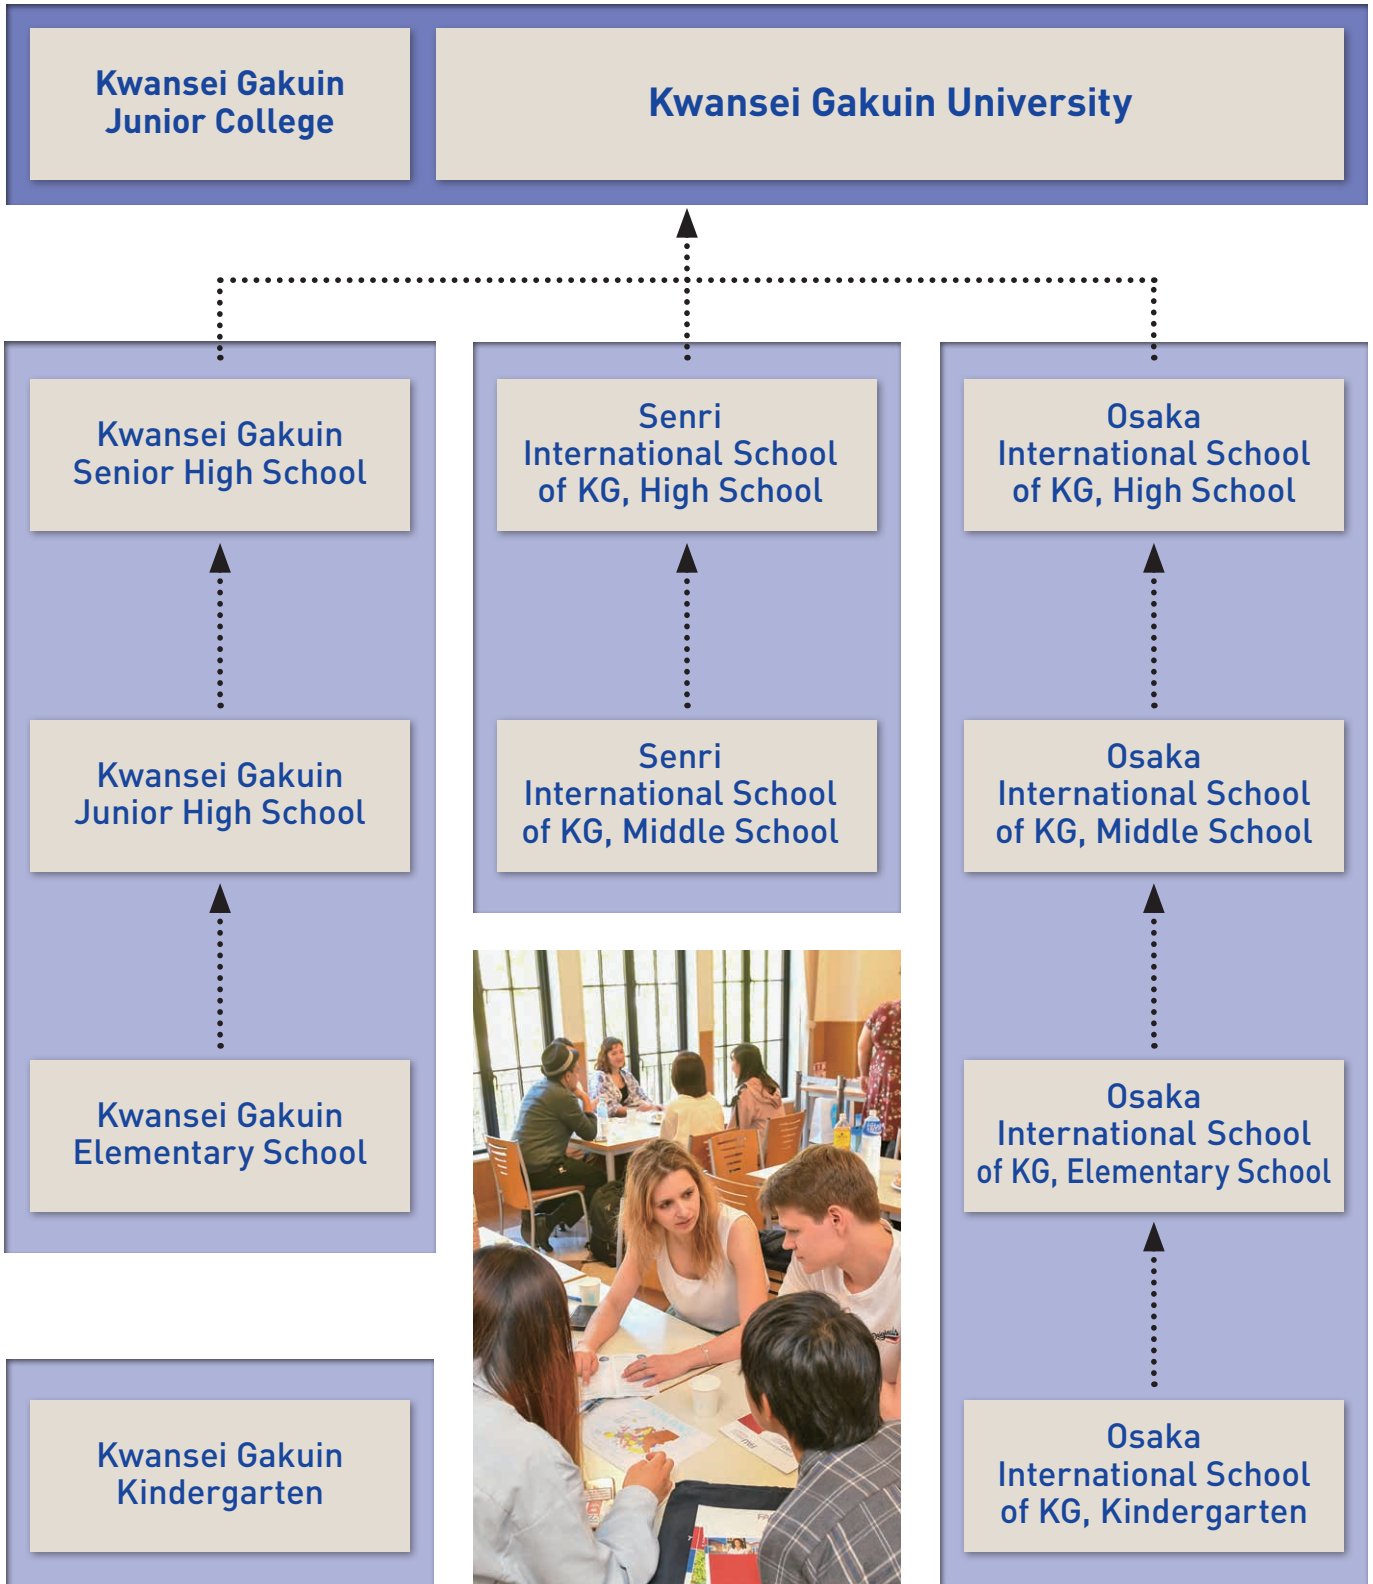 Kwansei Gakuin
Junior College
Kwansei Gakuin University
Kwansei Gakuin
Senior High School
Senri
International School
of KG, High School
Osaka
International School
of KG, High School
Kwansei Gakuin
Junior High School
Senri
International School
of KG, Middle School
Osaka
International School
of KG, Middle School
Kwansei Gakuin
Elementary School
Osaka
International School
of KG, Elementary School
Kwansei Gakuin
Kindergarten
Osaka
International School
of KG, Kindergarten
Originals